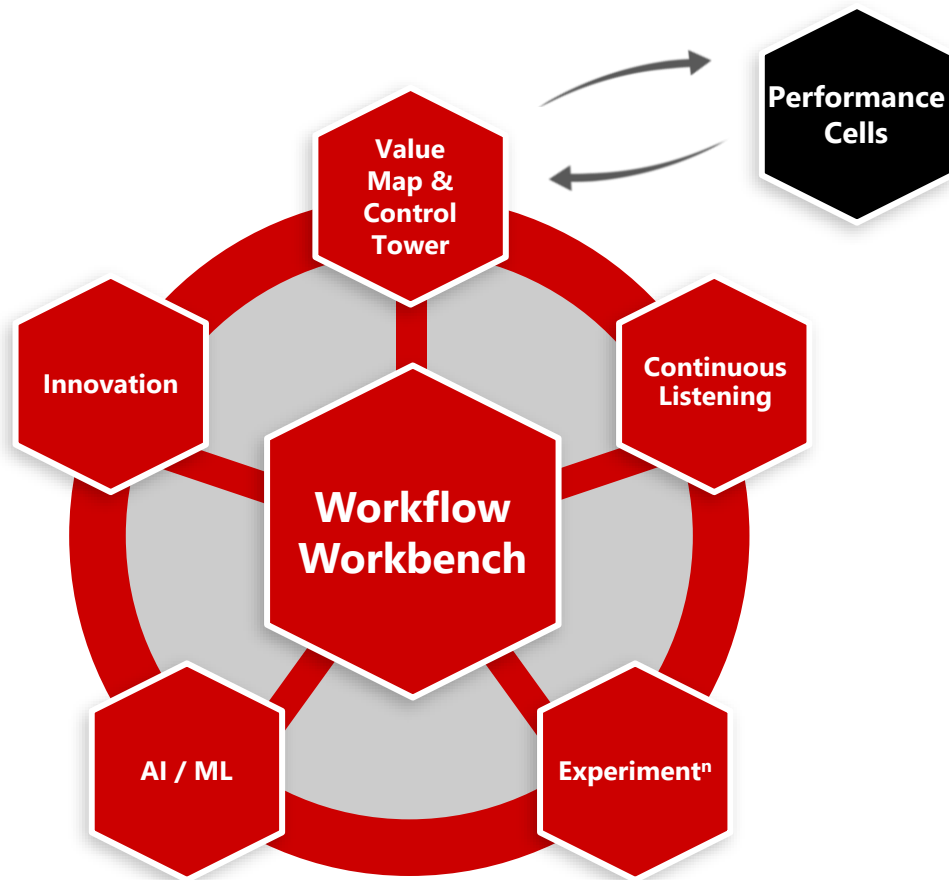 Performance
Cells
Value
Map &
Control
Tower
Innovation
Continuous
Listening
Workflow
Workbench
AI / ML
Experimentⁿ